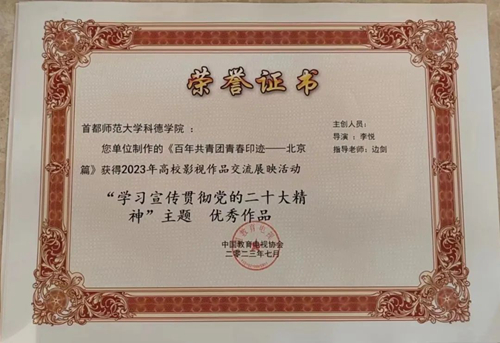 荣誉证书
首都师范大学科德学院：
您单位制作的《百年共青团青春印迹——北京
篇》获得2023年高校影视作品交流展映活动
“学习宣传贯彻党的二十大精
神”主题 优秀作品
主创人员：
导演：李悦
指导老师：边剑
中国教育电视协会
二〇二三年七月